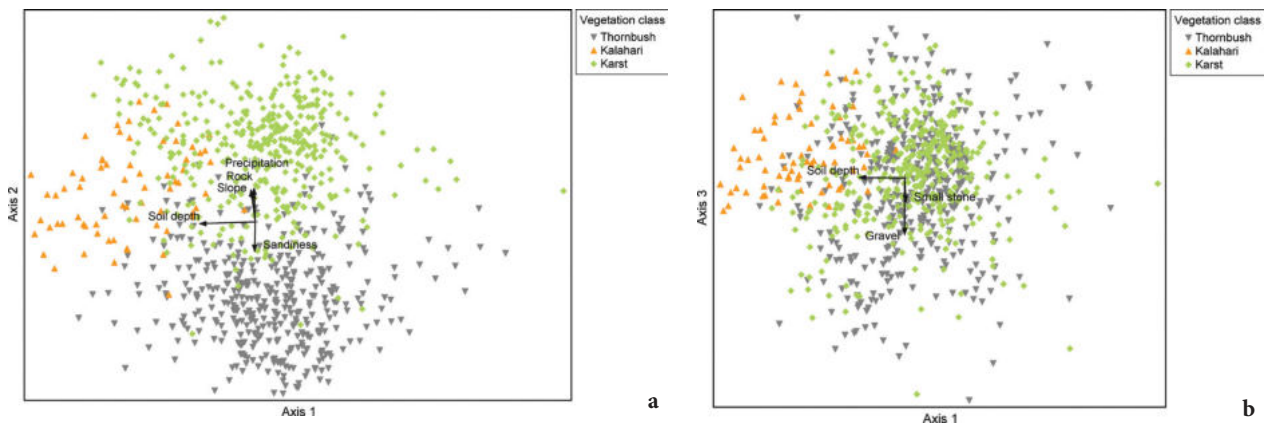 Vegetation class
Thornbush
Kalahari
Karst
Precipitation
Rock
Slope
Soil depth
Sandiness
Axis 2
Axis 1
a
Vegetation class
Thornbush
Kalahari
Karst
Soil depth
Small stone
Gravel
Axis 3
Axis 1
b